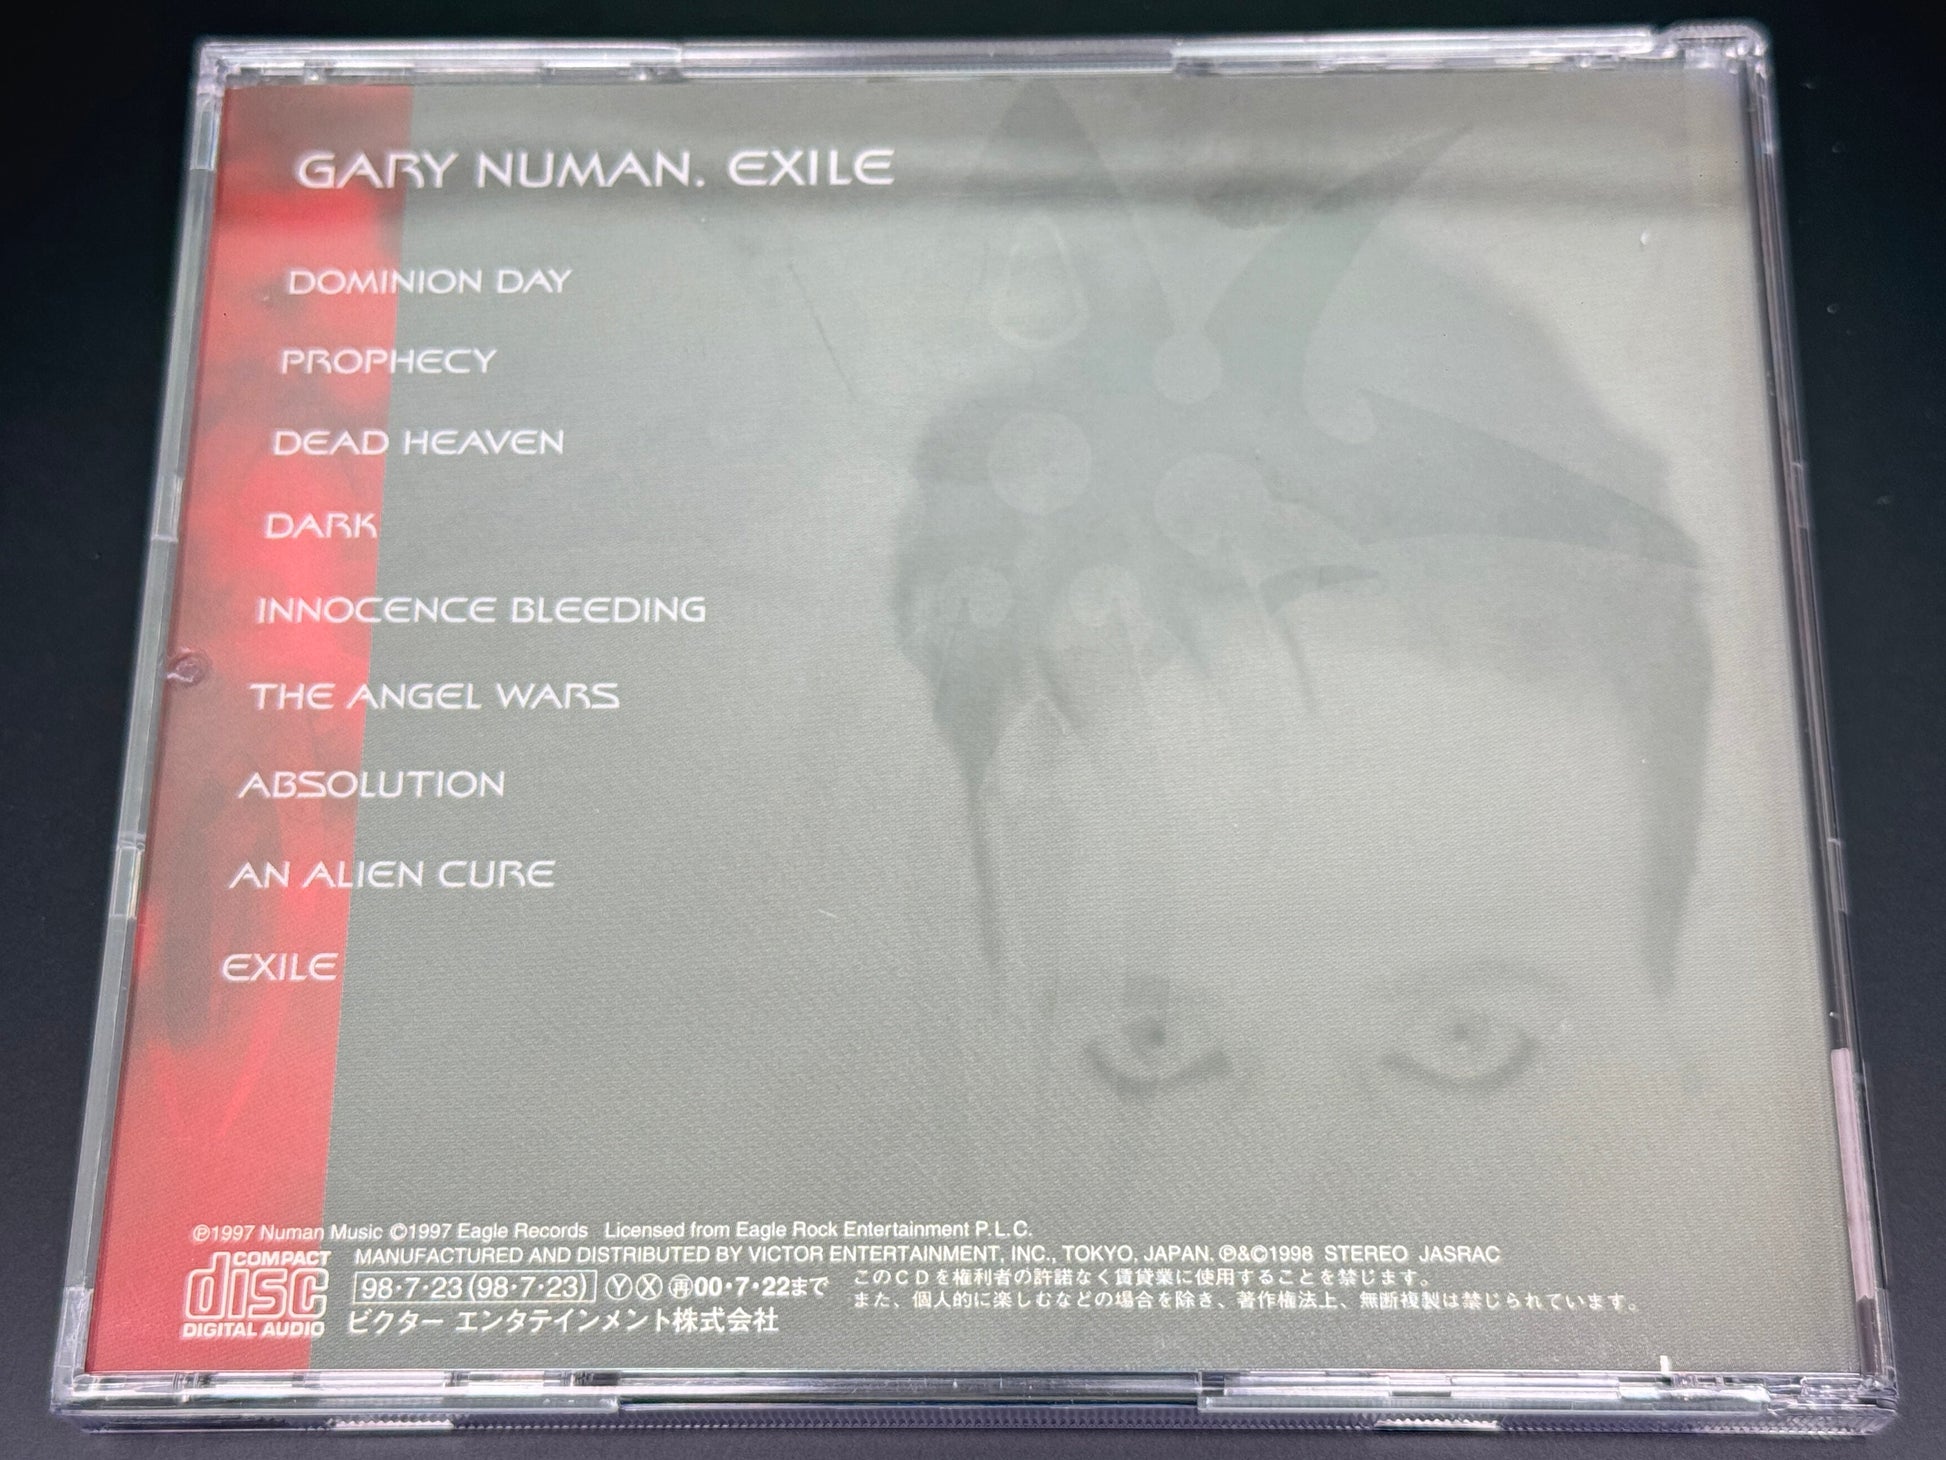 GARY NUMAN. EXILE
DOMINION DAY
PROPHECY
DEAD HEAVEN
DARK
INNOCENCE BLEEDING
THE ANGEL WARS
ABSOLUTION
AN ALIEN CURE
EXILE
℗1997 Numan Music ©1997 Eagle Records Licensed from Eagle Rock Entertainment P.L.C.
COMPACT disc DIGITAL AUDIO
MANUFACTURED AND DISTRIBUTED BY VICTOR ENTERTAINMENT, INC., TOKYO, JAPAN. ℗&©1998 STEREO JASRAC
98・7・23(98・7・23) Ⓨ Ⓧ ㊢00・7・22まで
ビクター エンタテインメント株式会社
このCDを権利者の許諾なく賃貸業に使用することを禁じます。
また、個人的に楽しむなどの場合を除き、著作権法上、無断複製は禁じられています。